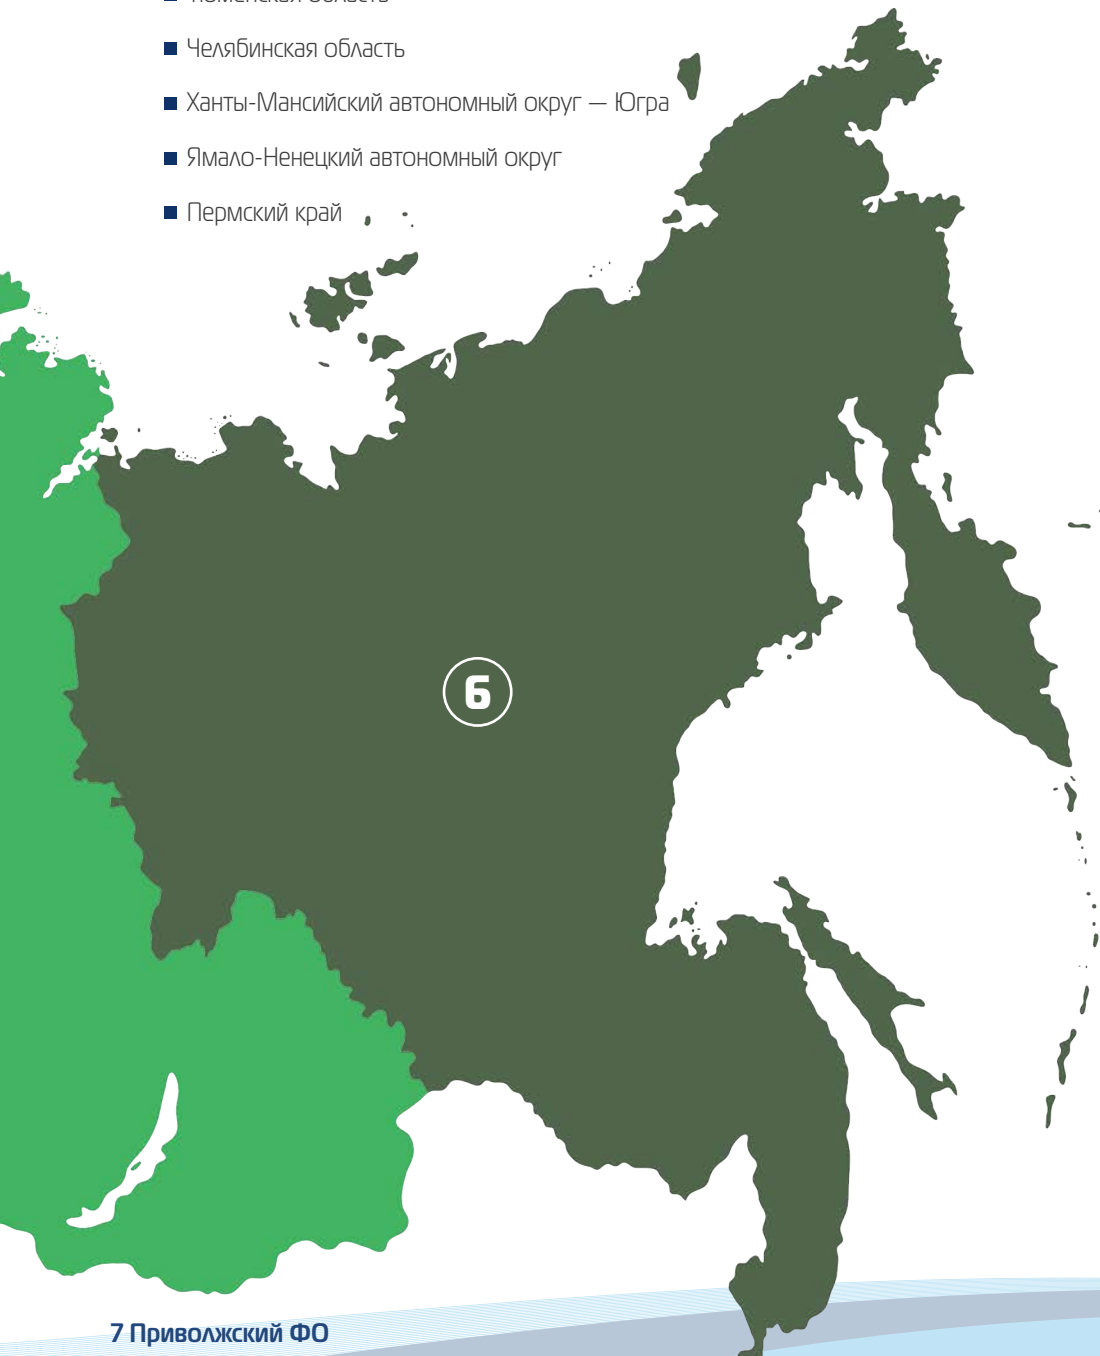 Челябинская область
Ханты-Мансийский автономный округ — Югра
Ямало-Ненецкий автономный округ
Пермский край
6
7 Приволжский ФО